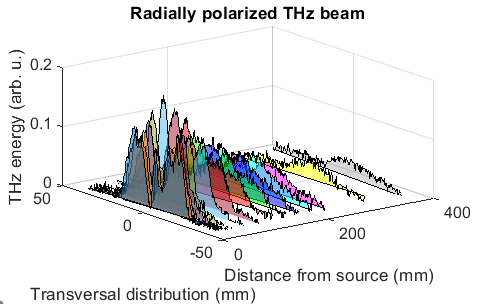 Radially polarized THz beam
THz energy (arb. u.)
0.2
0.1
0
50
0
-50
0
200
400
Distance from source (mm)
Transversal distribution (mm)